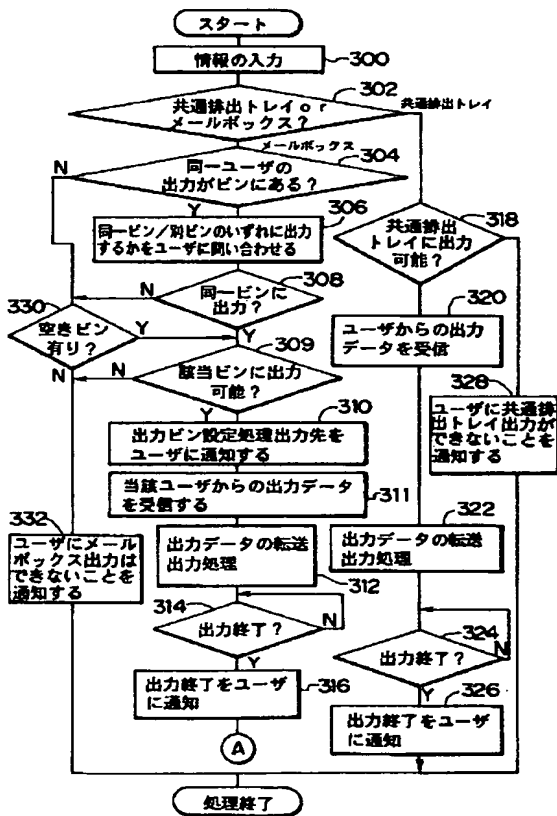 スタート
情報の入力
300
302
共通排出トレイor
メールボックス?
共通排出トレイ
メールボックス
304
同一ユーザの
出力がビンにある?
N
Y
306
同一ビン/別ビンのいずれに出力
するかをユーザに問い合わせる
318
共通排出
トレイに出力
可能?
308
同一ビンに
出力?
N
Y
330
空きビン
有り?
Y
N
309
該当ビンに出力
可能?
N
Y
320
ユーザからの出力
データを受信
310
出力ビン設定処理出力先を
ユーザに通知する
328
ユーザに共通排
出トレイ出力が
できないことを
通知する
311
当該ユーザからの出力データ
を受信する
332
ユーザにメール
ボックス出力は
できないことを
通知する
出力データの転送
出力処理
312
322
出力データの転送
出力処理
314
出力終了?
N
Y
324
出力終了?
N
Y
出力終了をユーザ
に通知
316
326
出力終了をユーザ
に通知
A
処理終了